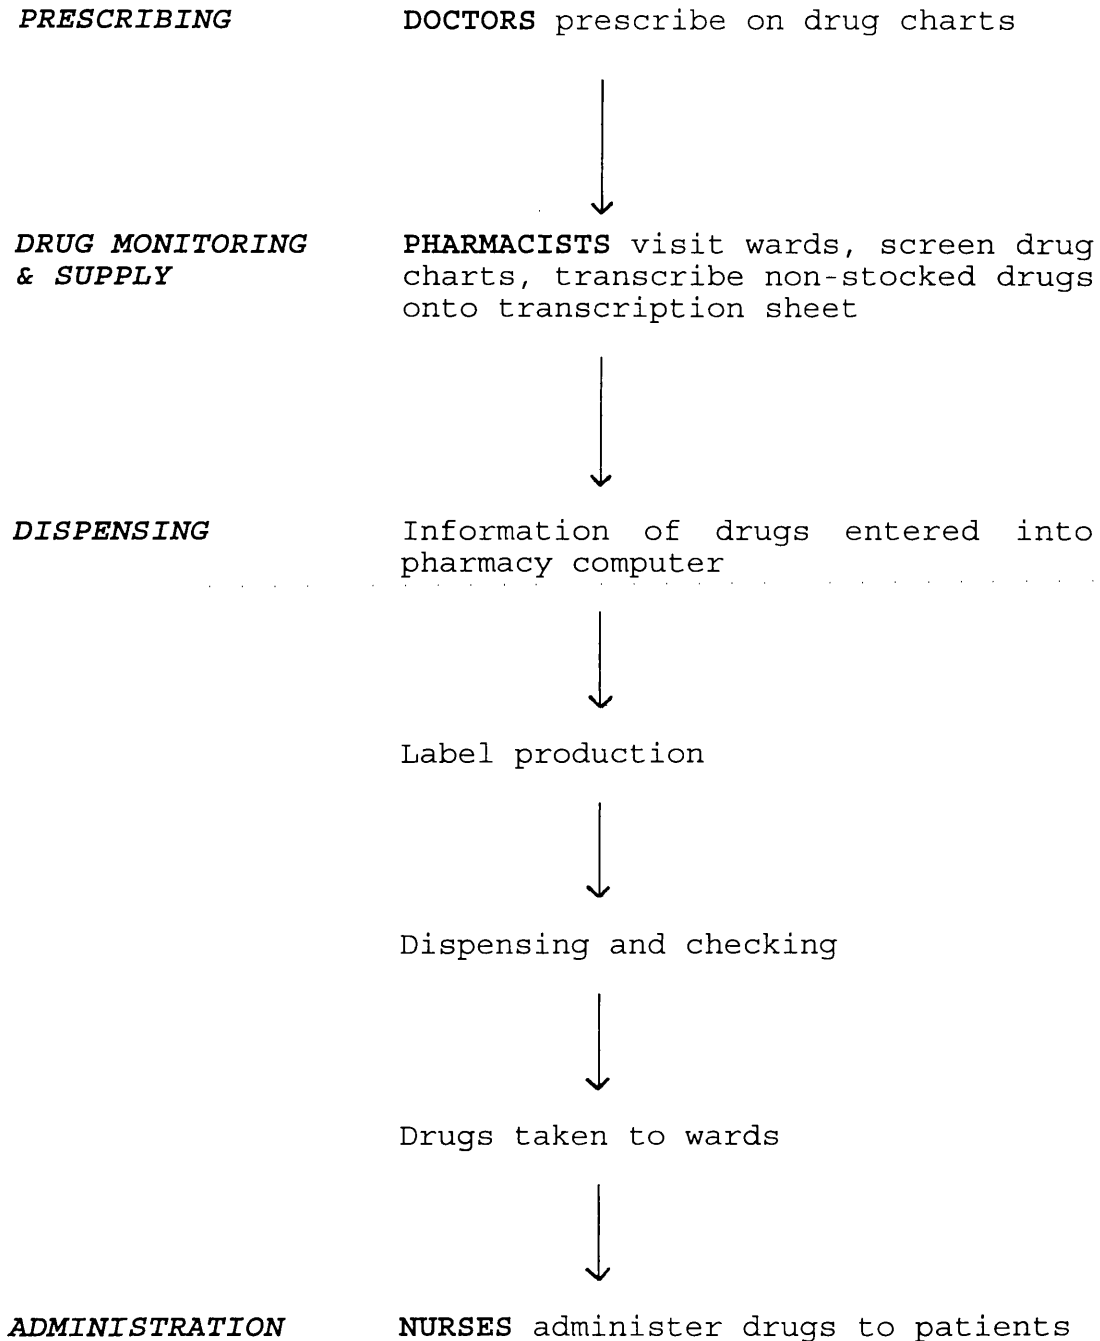 PRESCRIBING DOCTORS prescribe on drug charts
DRUG MONITORING PHARMACISTS visit wards, screen drug
& SUPPLY charts, transcribe non-stocked drugs
onto transcription sheet
DISPENSING Information of drugs entered into
pharmacy computer
Label production
Dispensing and checking
Drugs taken to wards
ADMINISTRATION NURSES administer drugs to patients